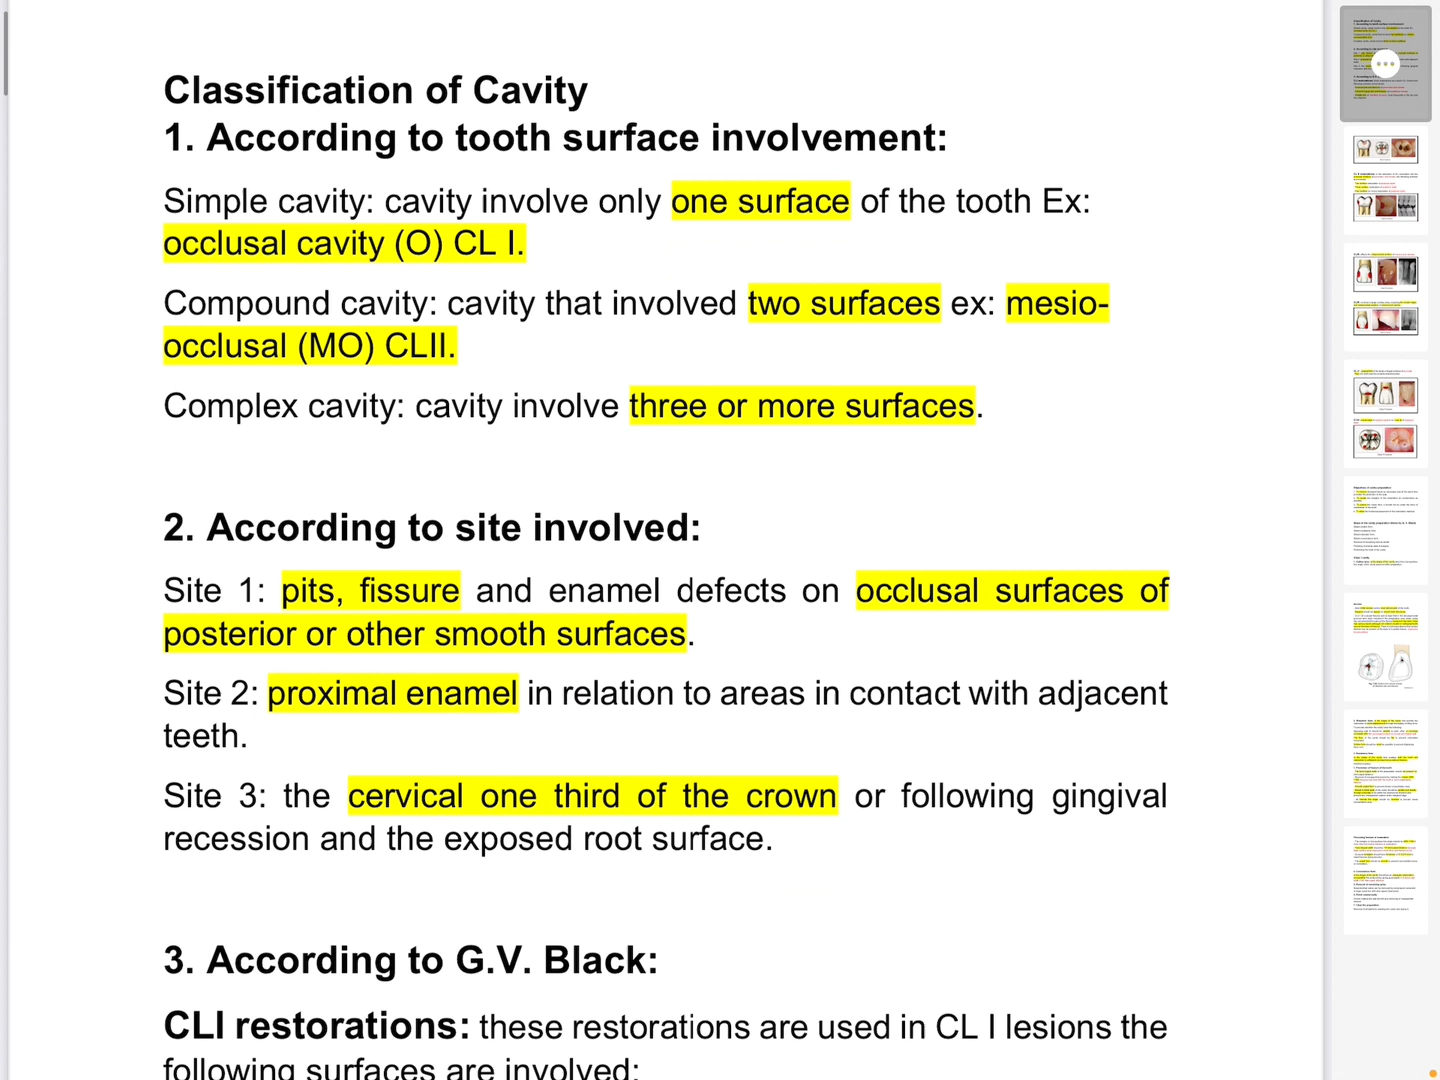 Classification of Cavity
1. According to tooth surface involvement:
Simple cavity: cavity involve only one surface of the tooth Ex:
occlusal cavity (O) CL I.
Compound cavity: cavity that involved two surfaces ex: mesio-
occlusal (MO) CLII.
Complex cavity: cavity involve three or more surfaces.
2. According to site involved:
Site 1: pits, fissure and enamel defects on occlusal surfaces of
posterior or other smooth surfaces.
Site 2: proximal enamel in relation to areas in contact with adjacent
teeth.
Site 3: the cervical one third of the crown or following gingival
recession and the exposed root surface.
3. According to G.V. Black:
CLI restorations: these restorations are used in CL I lesions the
following surfaces are involved: